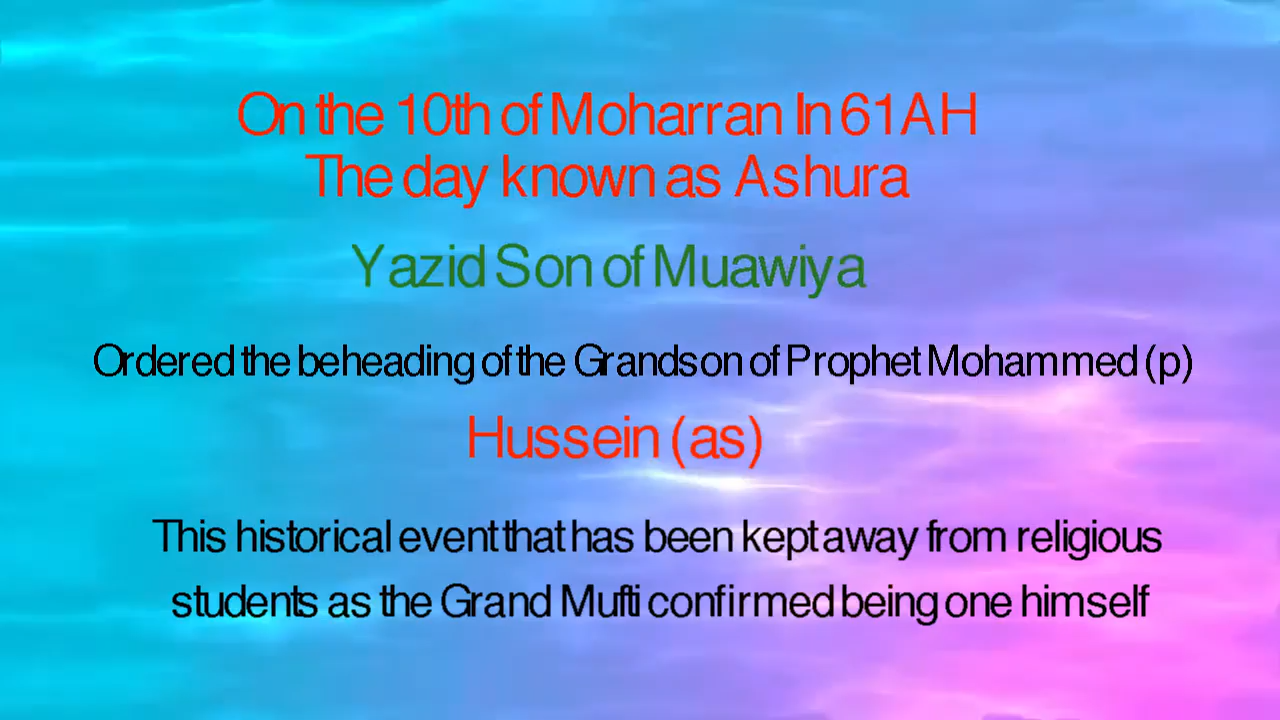 On the 10th of Moharran In 61AH
The day known as Ashura
Yazid Son of Muawiya
Ordered the beheading of the Grandson of Prophet Mohammed (p)
Hussein (as)
This historical event that has been kept away from religious
students as the Grand Mufti confirmed being one himself